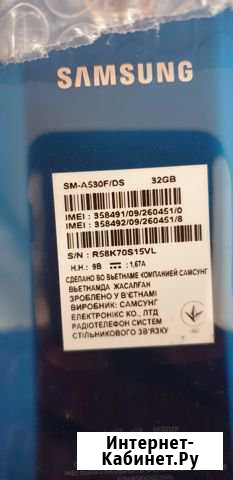 SAMSUNG
SM-A530F/DS 32GB
IMEI : 358491/09/260451/0
IMEI : 358492/09/260451/8
S/N : R58K70S15VL
H.H.: 9В 1,67A
СДЕЛАНО ВО ВЬЕТНАМЕ КОМПАНИЕЙ САМСУНГ
ВЬЕТНАМДА ЖАСАЛҒАН
ЗРОБЛЕНО У В'ЄТНАМІ
ВИРОБНИК: САМСУНГ
ЕЛЕКТРОНІКС КО., ЛТД
РАДІОТЕЛЕФОН СИСТЕМ
СТІЛЬНИКОВОГО ЗВ'ЯЗКУ
Интернет-
Кабинет.Ру